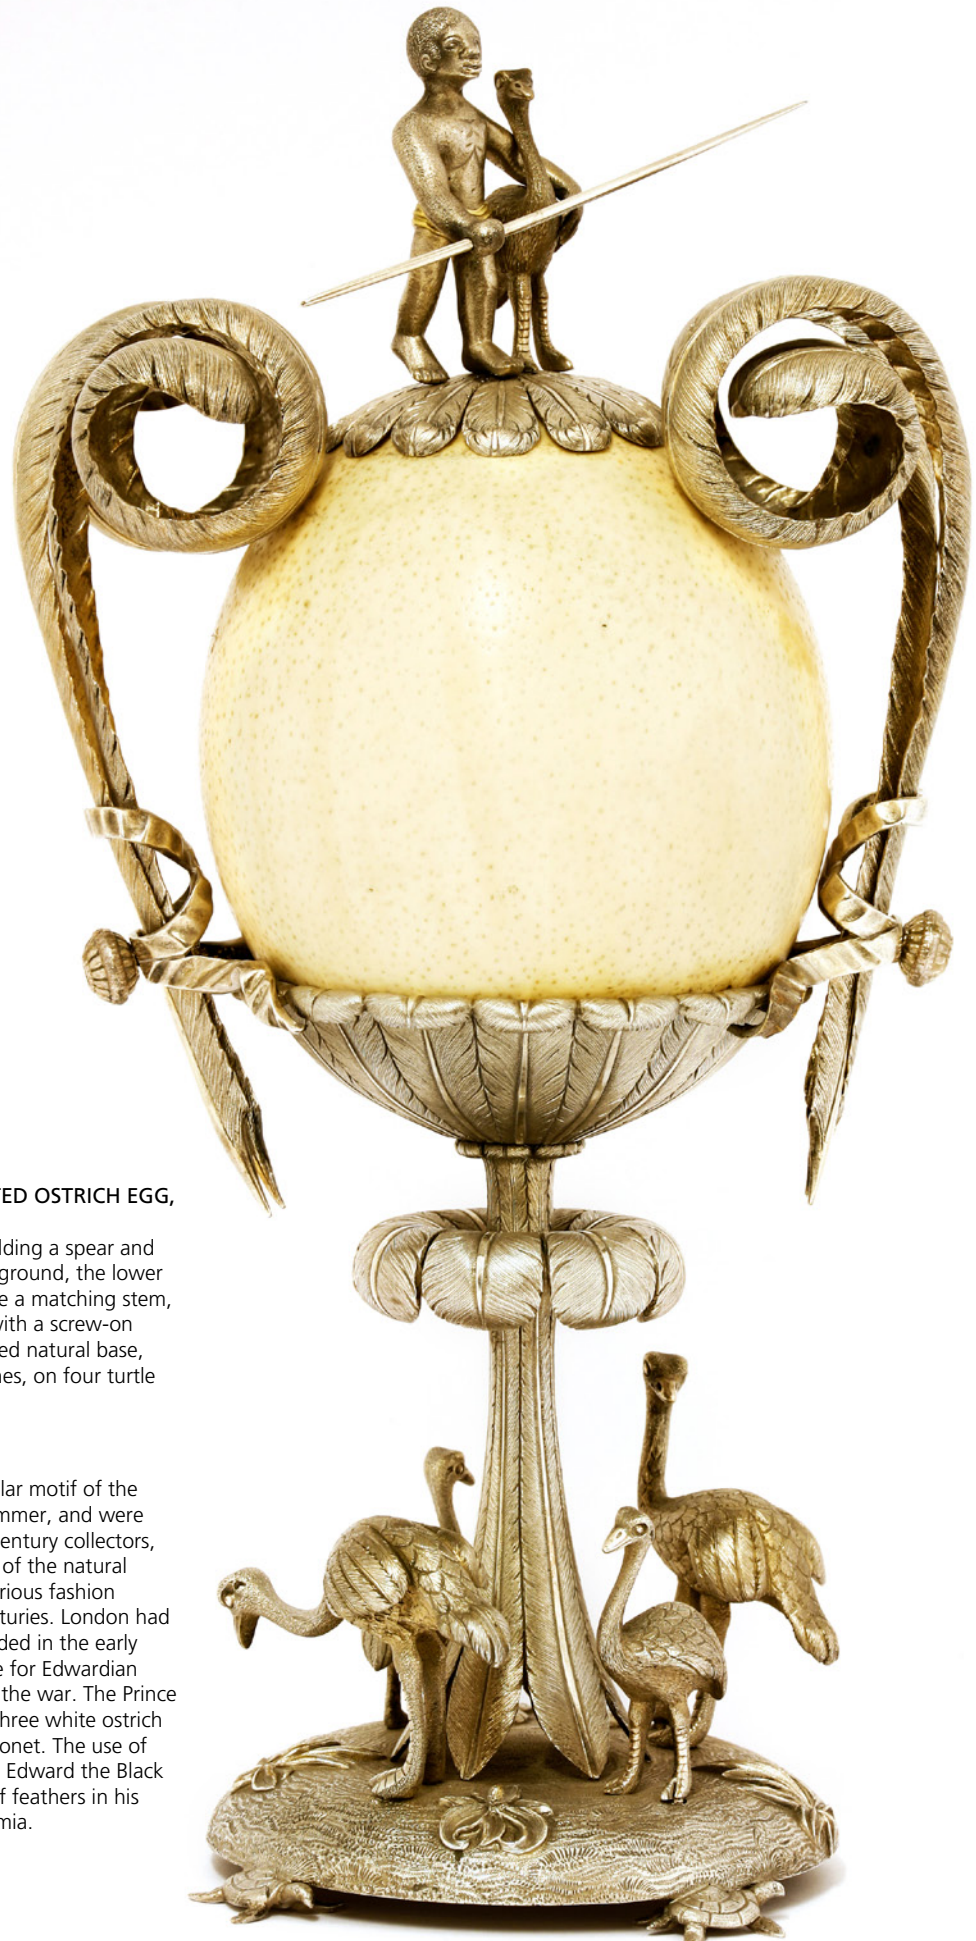 TED OSTRICH EGG,
lding a spear and
ground, the lower
e a matching stem,
with a screw-on
ed natural base,
nes, on four turtle
lar motif of the
mmer, and were
entury collectors,
of the natural
rious fashion
turies. London had
ded in the early
e for Edwardian
the war. The Prince
three white ostrich
onet. The use of
Edward the Black
f feathers in his
mia.